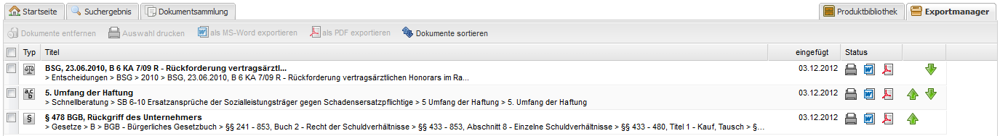 Startseite Suchergebnis Dokumentsammlung Produktbibliothek Exportmanager
Dokumente entfernen Auswahl drucken als MS-Word exportieren als PDF exportieren Dokumente sortieren
Typ Titel eingefügt Status
BSG, 23.06.2010, B 6 KA 7/09 R - Rückforderung vertragsärztl... 03.12.2012
> Entscheidungen > BSG > 2010 > BSG, 23.06.2010, B 6 KA 7/09 R - Rückforderung vertragsärztlichen Honorars im Ra...
5. Umfang der Haftung 03.12.2012
> Schnellberatung > SB 6-10 Ersatzansprüche der Sozialleistungsträger gegen Schadensersatzpflichtige > 5 Umfang der Haftung > 5. Umfang der Haftung
§ § 478 BGB, Rückgriff des Unternehmers 03.12.2012
> Gesetze > B > BGB - Bürgerliches Gesetzbuch > §§ 241 - 853, Buch 2 - Recht der Schuldverhältnisse > §§ 433 - 853, Abschnitt 8 - Einzelne Schuldverhältnisse > §§ 433 - 480, Titel 1 - Kauf, Tausch > §...